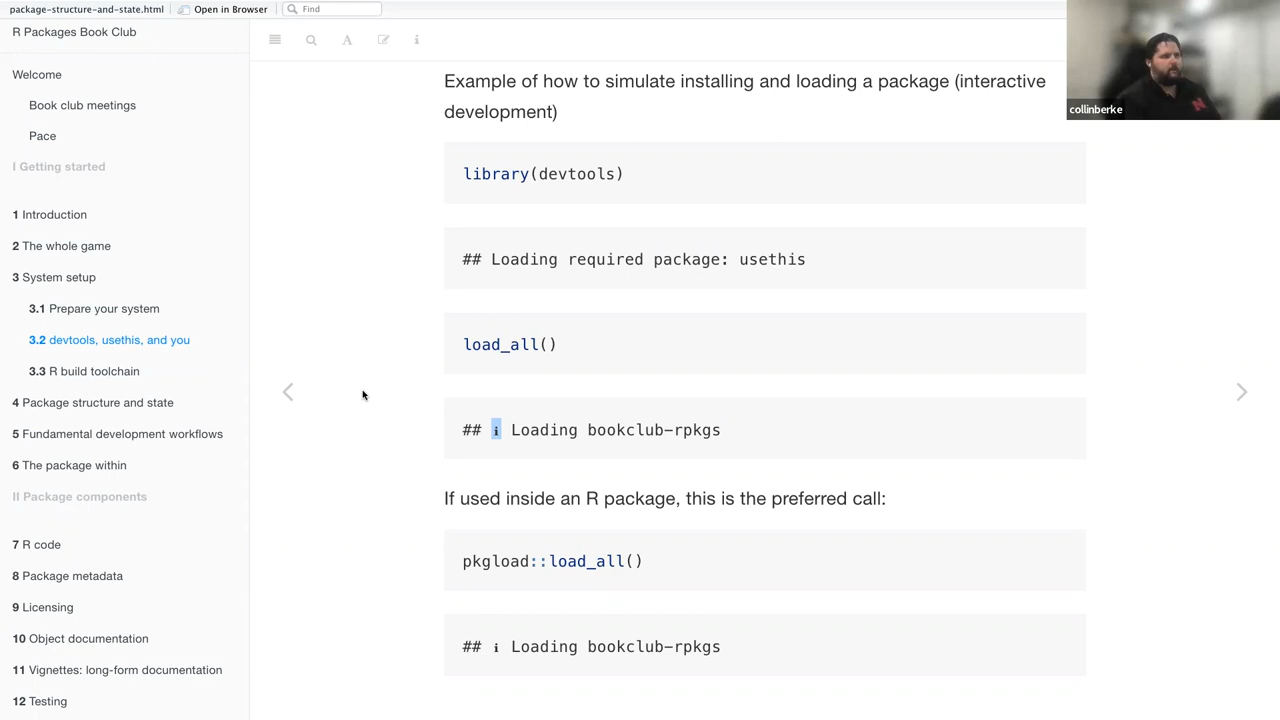 package-structure-and-state.html
Open in Browser
Find
R Packages Book Club
Welcome
Book club meetings
Pace
I Getting started
1 Introduction
2 The whole game
3 System setup
3.1 Prepare your system
3.2 devtools, usethis, and you
3.3 R build toolchain
4 Package structure and state
5 Fundamental development workflows
6 The package within
II Package components
7 R code
8 Package metadata
9 Licensing
10 Object documentation
11 Vignettes: long-form documentation
12 Testing
Example of how to simulate installing and loading a package (interactive
development)
library(devtools)
## Loading required package: usethis
load_all()
## ℹ Loading bookclub-rpkgs
If used inside an R package, this is the preferred call:
pkgload::load_all()
## ℹ Loading bookclub-rpkgs
collinberke
N